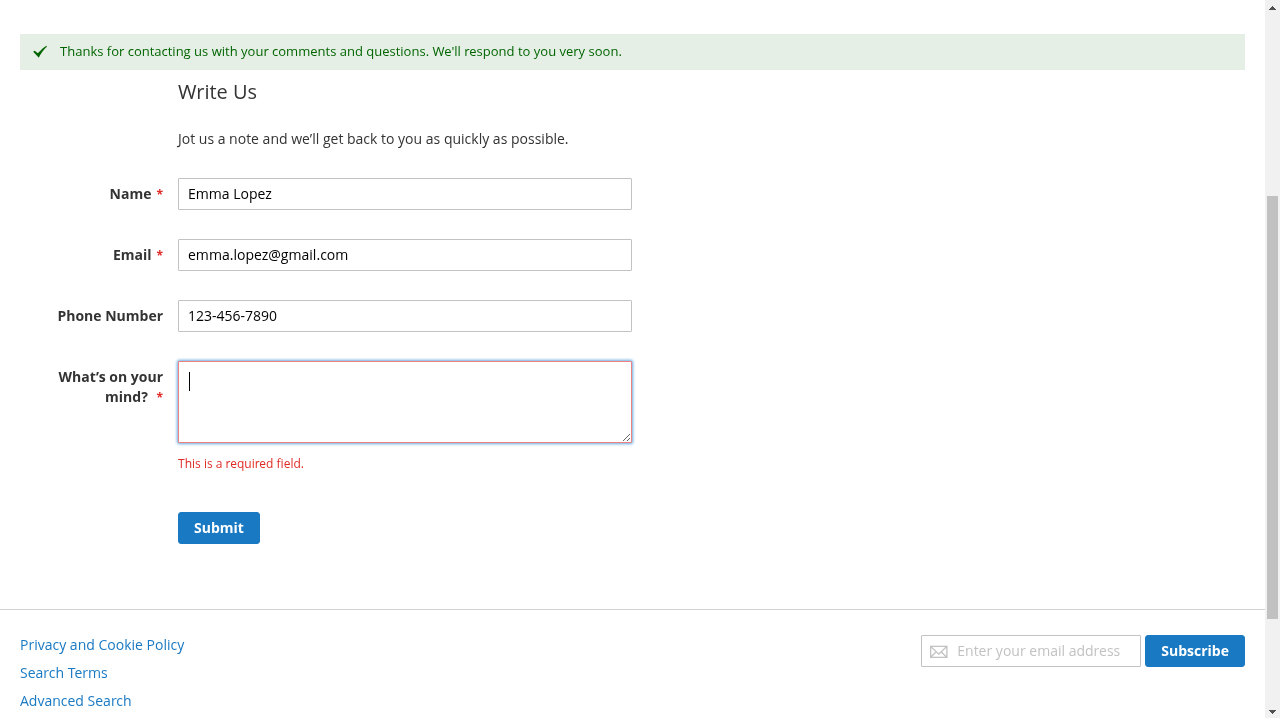 Thanks for contacting us with your comments and questions. We'll respond to you very soon.
Write Us
Jot us a note and we’ll get back to you as quickly as possible.
Name *
Emma Lopez
Email *
emma.lopez@gmail.com
Phone Number
123-456-7890
What’s on your
mind? *
This is a required field.
Submit
Privacy and Cookie Policy
Search Terms
Advanced Search
Enter your email address
Subscribe